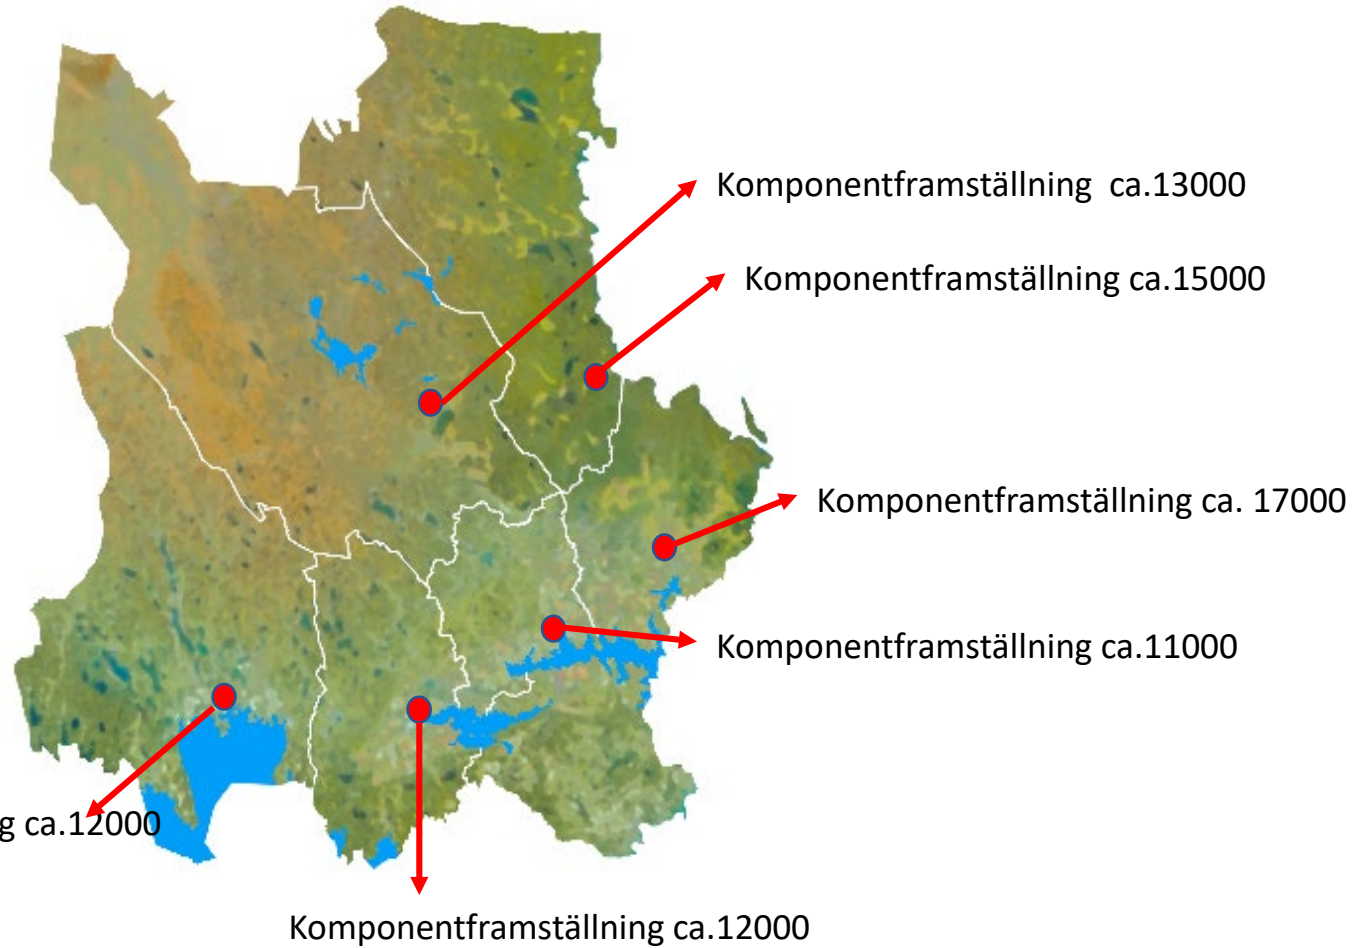 Komponentframställning ca.13000
Komponentframställning ca.15000
Komponentframställning ca. 17000
Komponentframställning ca.11000
g ca.12000
Komponentframställning ca.12000